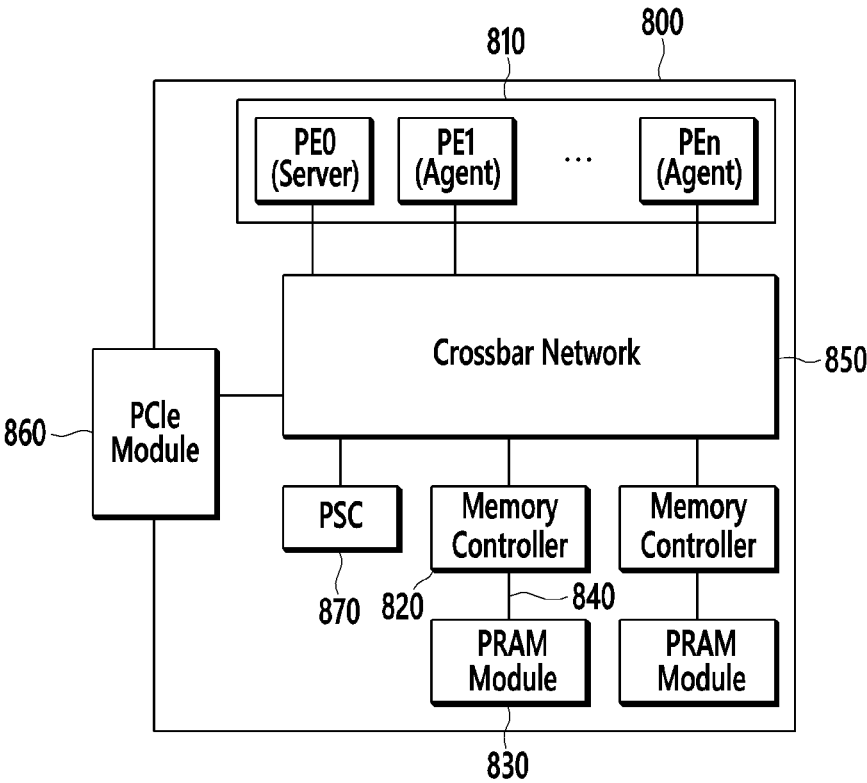 800
810
PE0
(Server)
PE1
(Agent)
...
PEn
(Agent)
Crossbar Network
850
PCIe
Module
860
PSC
870
Memory
Controller
820
Memory
Controller
840
PRAM
Module
PRAM
Module
830